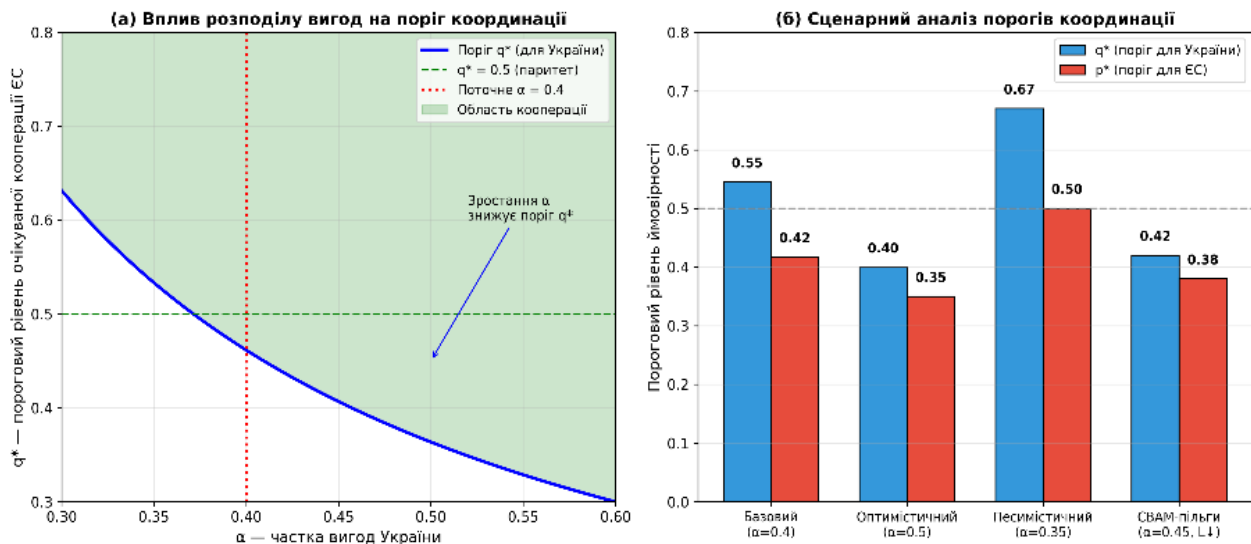 (а) Вплив розподілу вигод на поріг координації
0.8
0.7
0.6
0.5
0.4
0.3
q* — пороговий рівень очікуваної кооперації ЄС
Поріг q* (для України)
q* = 0.5 (паритет)
Поточне α = 0.4
Область кооперації
Зростання α
знижує поріг q*
0.30 0.35 0.40 0.45 0.50 0.55 0.60
α — частка вигод України
(б) Сценарний аналіз порогів координації
0.8
0.7
0.6
0.5
0.4
0.3
0.2
0.1
0.0
Пороговий рівень ймовірності
q* (поріг для України)
p* (поріг для ЄС)
0.55 0.42 0.40 0.35 0.67 0.50 0.42 0.38
Базовий Оптимістичний Песимістичний CBAM-пільги
(α=0.4) (α=0.5) (α=0.35) (α=0.45, L↓)